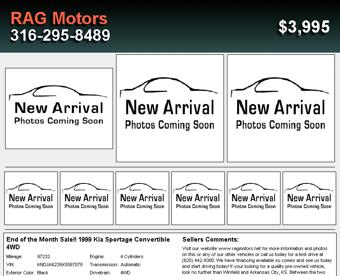 RAG Motors
316-295-8489
$3,995
New Arrival
Photos Coming Soon
New Arrival
Photos Coming Soon
New Arrival
Photos Coming Soon
New Arrival
Photos Coming Soon
New Arrival
Photos Coming Soon
New Arrival
Photos Coming Soon
New Arrival
Photos Coming Soon
New Arrival
Photos Coming Soon
New Arrival
Photos Coming Soon
End of the Month Sale!! 1999 Kia Sportage Convertible
4WD
Mileage: 97232 Engine: 4 Cylinders
VIN: Transmission: Automatic
Exterior Color: Black Drivetrain: 4WD
Sellers Comments:
Visit our website www.ragmotors.net for more information and photos
on this or any of our other vehicles or call us today for a test drive at
(620) 442-8080. We have financing available so come and see us today
and start driving today! If your looking for a quality pre-owned vehicle,
look no further than Winfield and Arkansas City, KS. Between the two